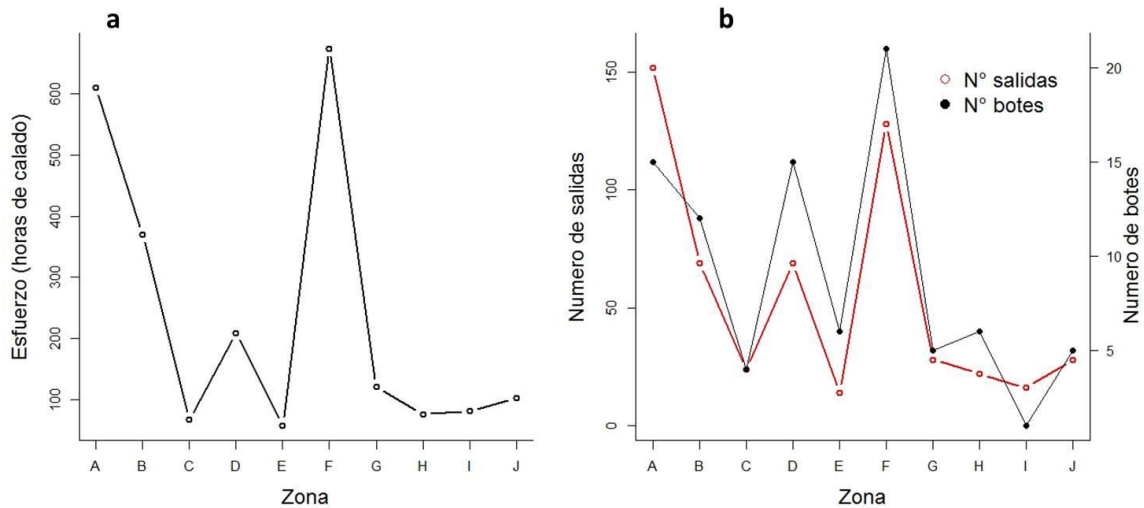 a
Esfuerzo (horas de calado)
600
500
400
300
200
100
A B C D E F G H I J
Zona
b
Numero de salidas
150
100
50
0
N° salidas
N° botes
20
15
10
5
Numero de botes
A B C D E F G H I J
Zona